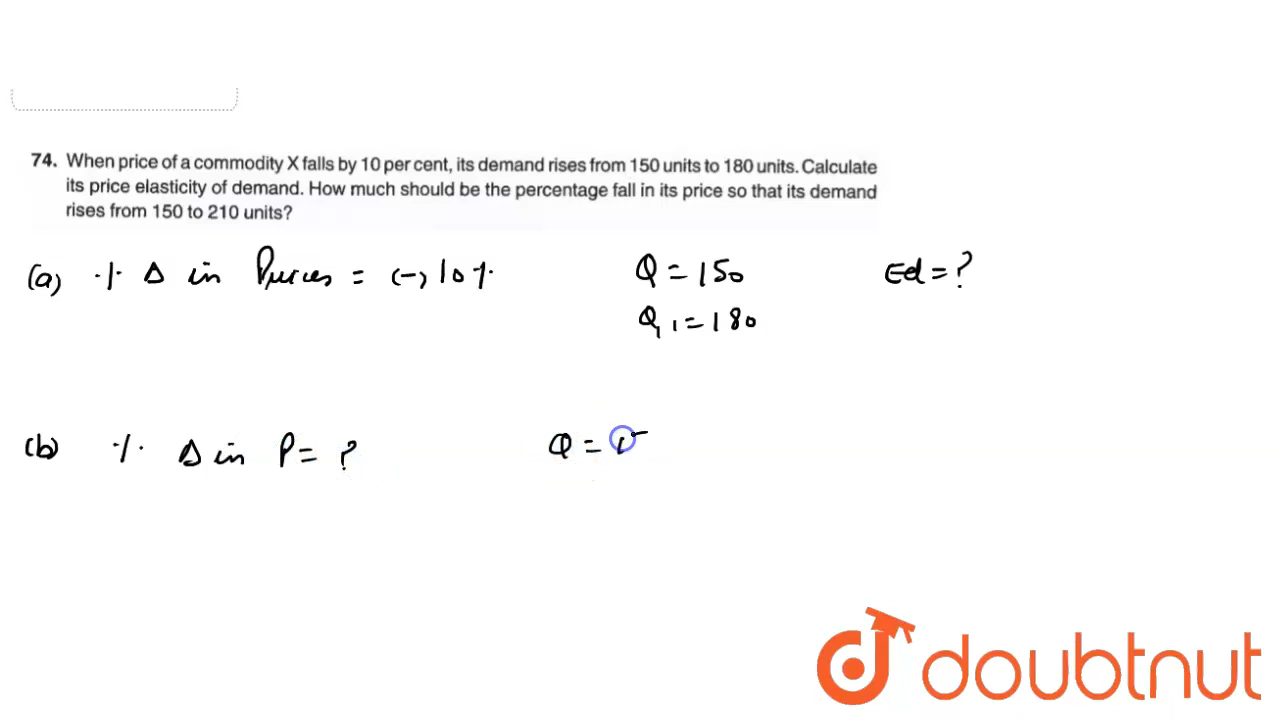 74. When price of a commodity X falls by 10 per cent, its demand rises from 150 units to 180 units. Calculate
its price elasticity of demand. How much should be the percentage fall in its price so that its demand
rises from 150 to 210 units?
(a) % Δ in Prices = (-) 10 % Q = 150 Ed = ?
Q1 = 180
(b) % Δ in P = ? Q = 15
doubtnut